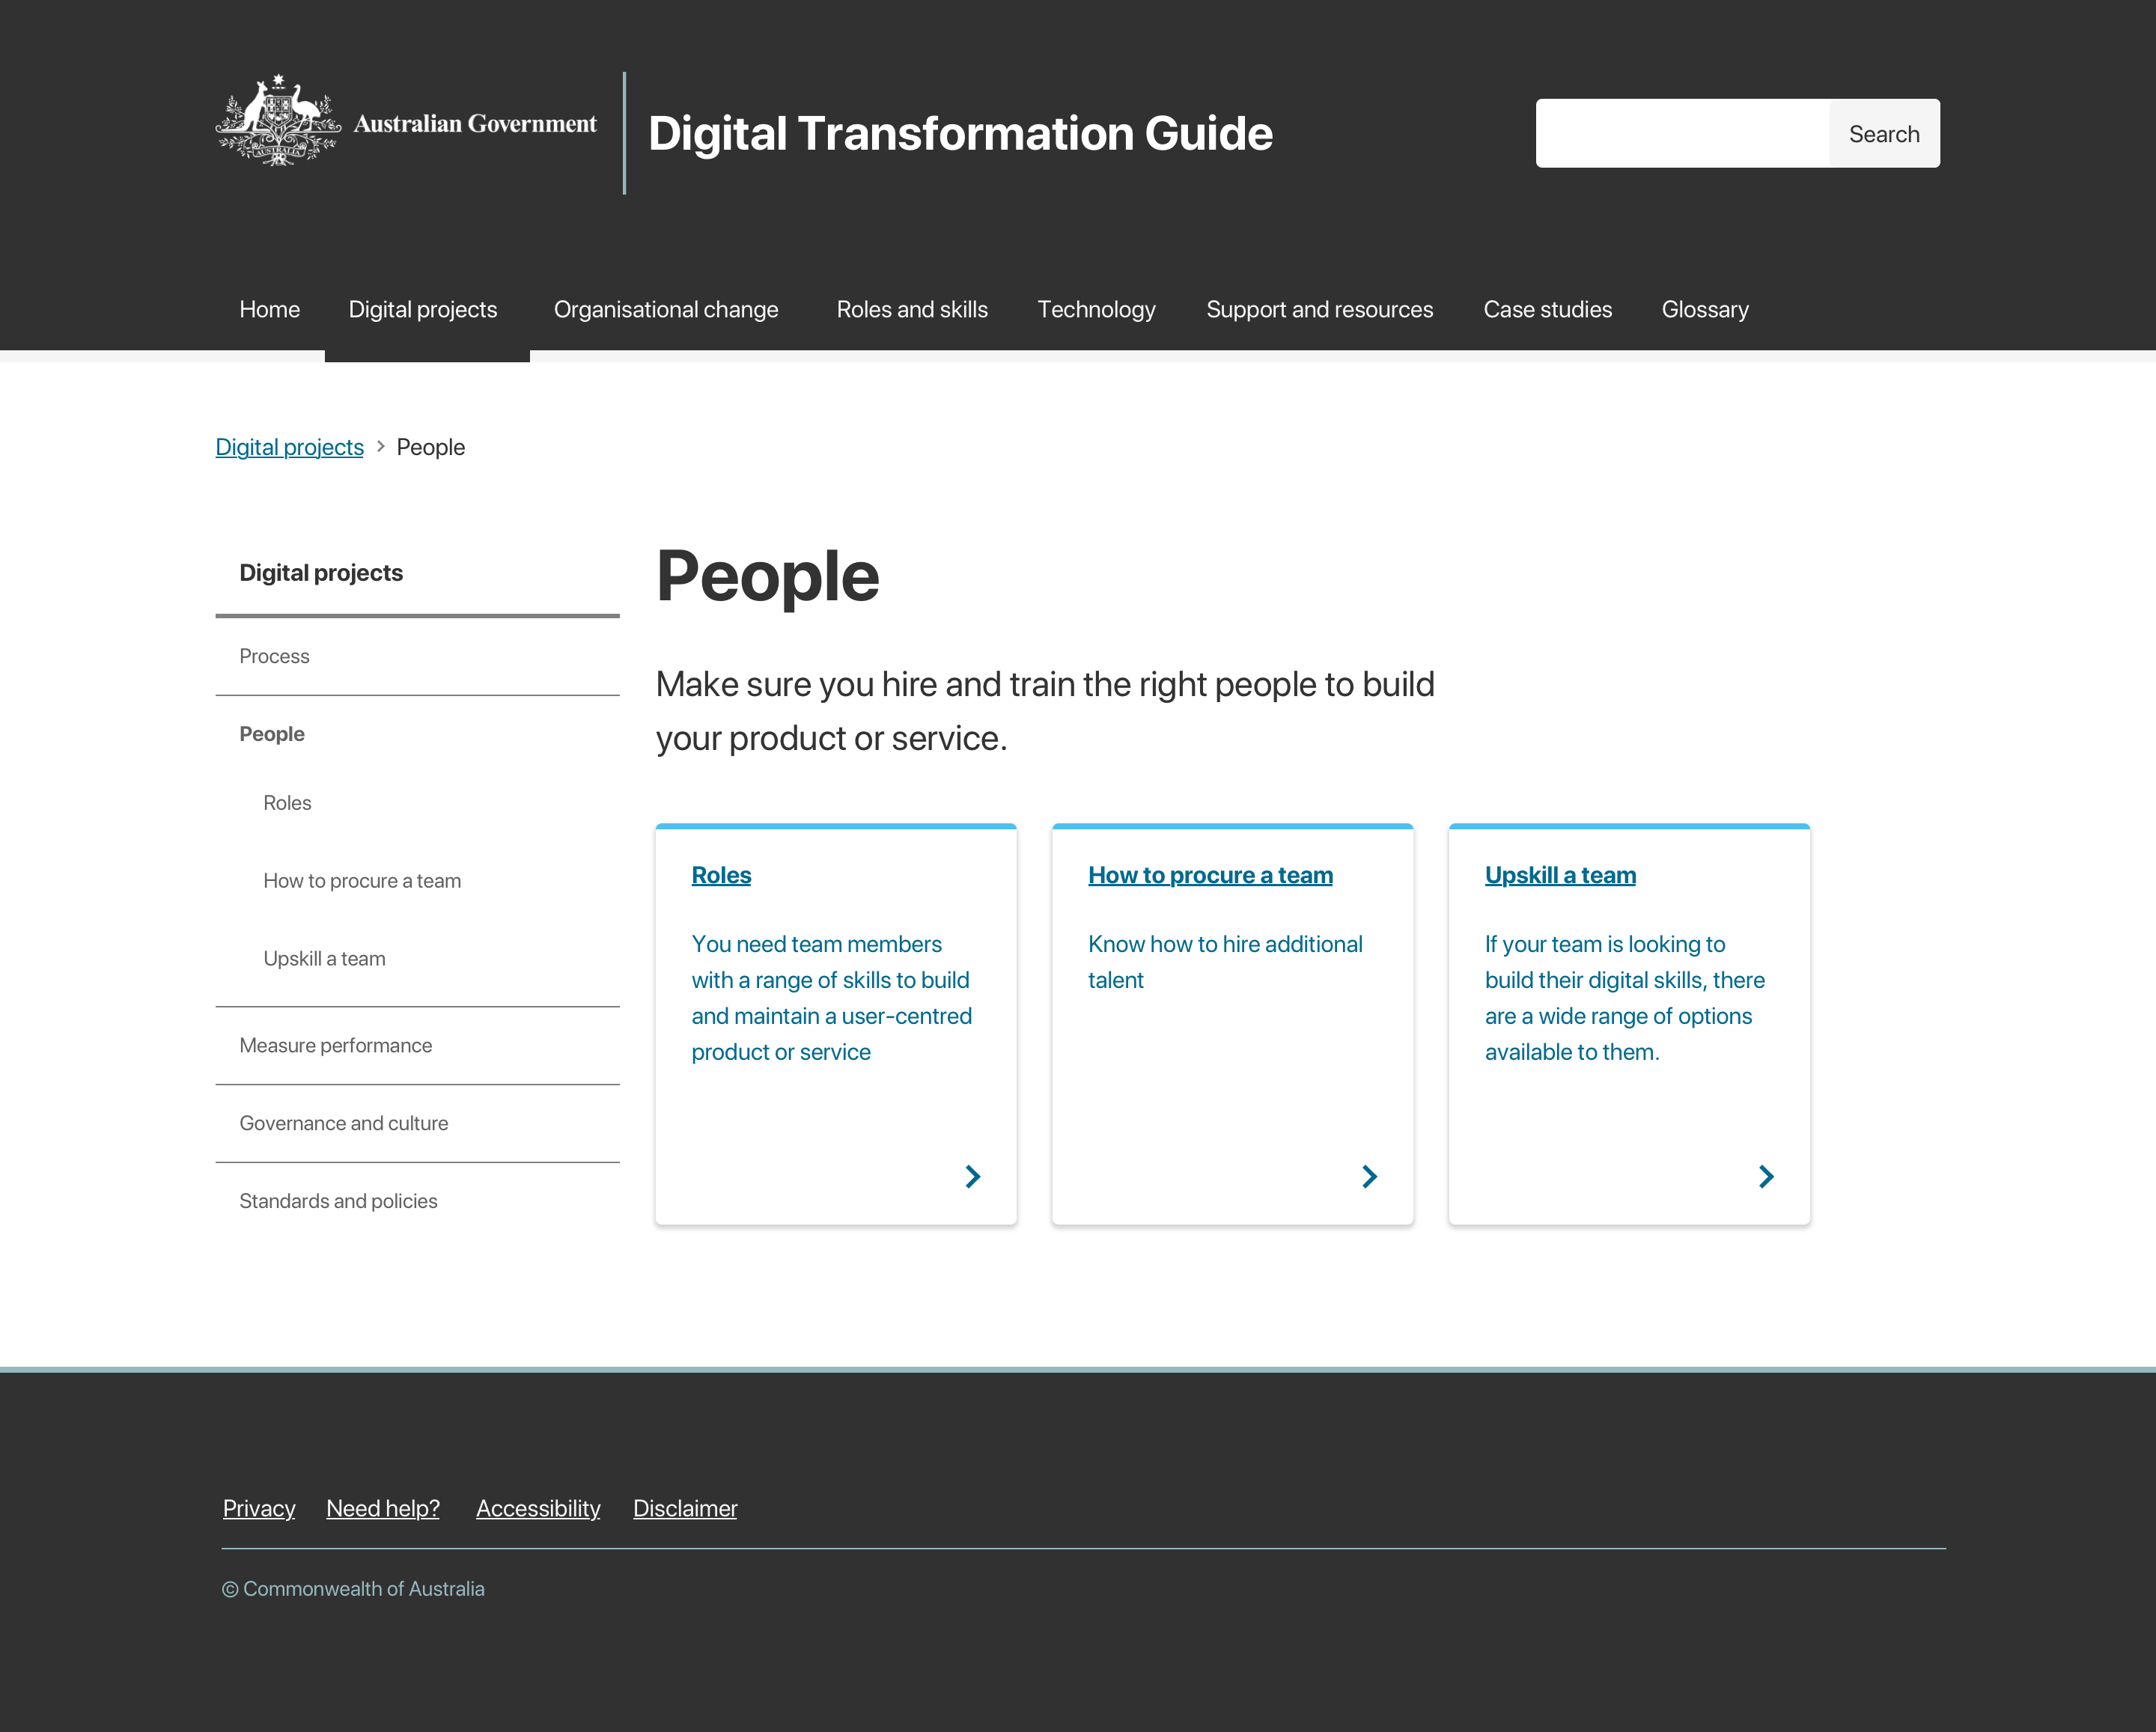 AUSTRALIA
Australian Government
Digital Transformation Guide
Search
Home
Digital projects
Organisational change
Roles and skills
Technology
Support and resources
Case studies
Glossary
Digital projects > People
Digital projects
Process
People
Roles
How to procure a team
Upskill a team
Measure performance
Governance and culture
Standards and policies
People
Make sure you hire and train the right people to build
your product or service.
Roles
You need team members
with a range of skills to build
and maintain a user-centred
product or service
How to procure a team
Know how to hire additional
talent
Upskill a team
If your team is looking to
build their digital skills, there
are a wide range of options
available to them.
Privacy
Need help?
Accessibility
Disclaimer
© Commonwealth of Australia